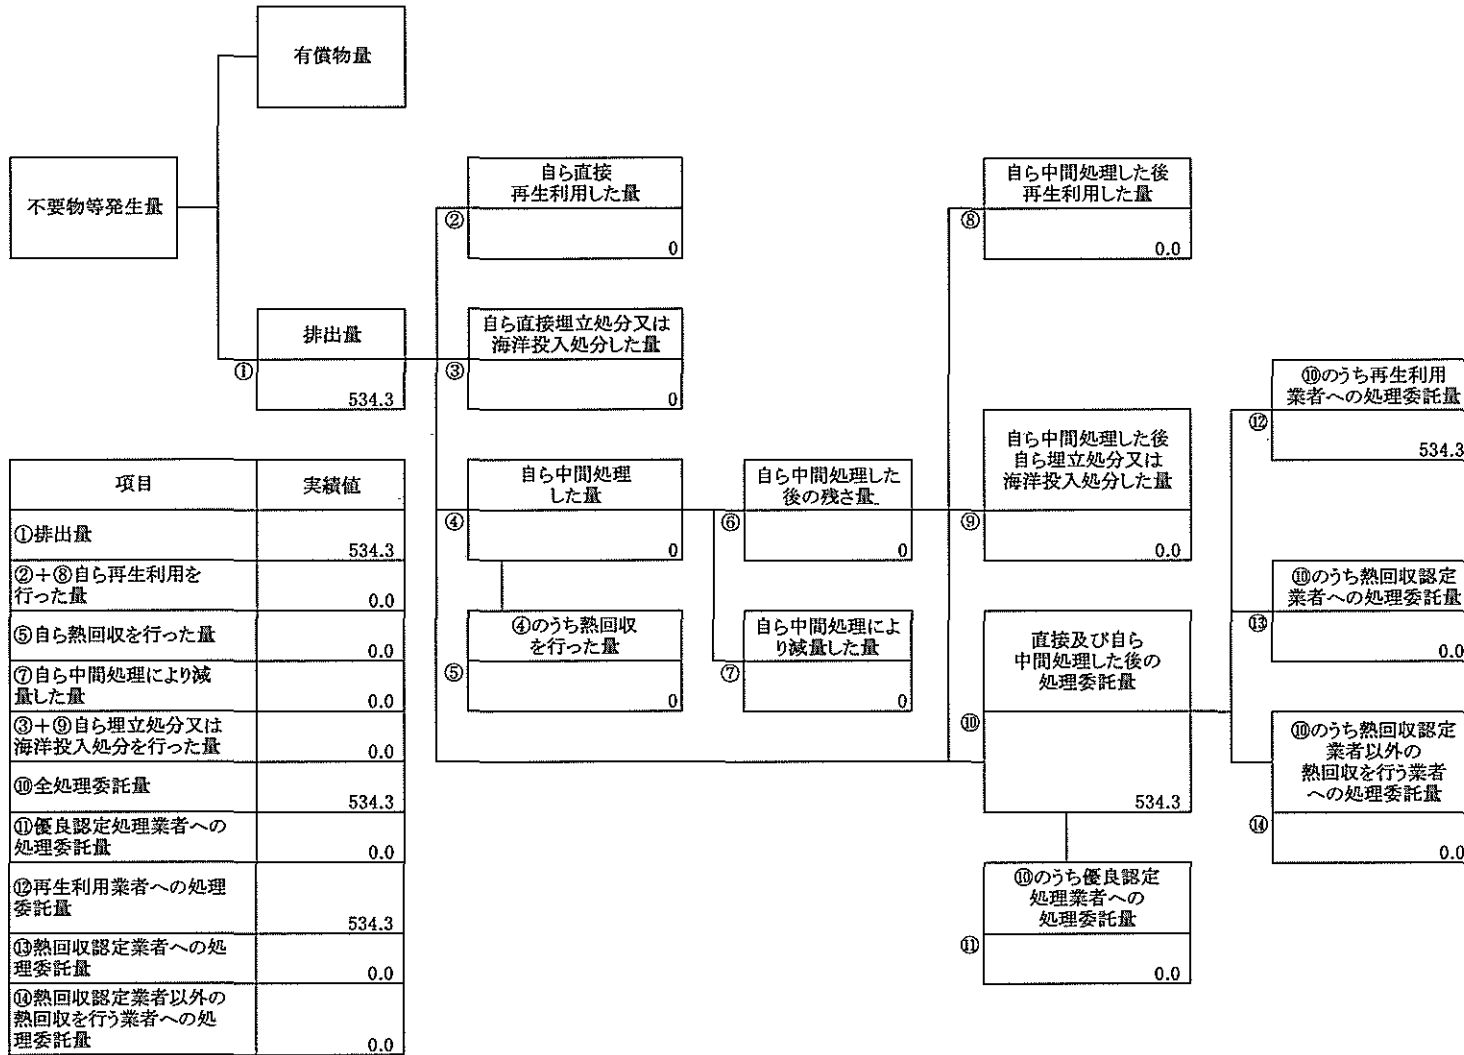 有償物量
不要物等発生量
自ら直接
再生利用した量
②
0
自ら中間処理した後
再生利用した量
⑧
0.0
排出量
①
534.3
自ら直接埋立処分又は
海洋投入処分した量
③
0
⑩のうち再生利用
業者への処理委託量
⑫
534.3
自ら中間処理
した量
④
0
自ら中間処理した
後の残さ量
⑥
0
自ら中間処理した後
自ら埋立処分又は
海洋投入処分した量
⑨
0.0
④のうち熱回収
を行った量
⑤
0
自ら中間処理によ
り減量した量
⑦
0
直接及び自ら
中間処理した後の
処理委託量
⑩
534.3
⑩のうち熱回収認定
業者への処理委託量
⑬
0.0
⑩のうち熱回収認定
業者以外の
熱回収を行う業者
への処理委託量
⑭
0.0
⑩のうち優良認定
処理業者への
処理委託量
⑪
0.0
項目 実績値
①排出量
534.3
②+⑧自ら再生利用を
行った量 0.0
⑤自ら熱回収を行った量
0.0
⑦自ら中間処理により減
量した量 0.0
③+⑨自ら埋立処分又は
海洋投入処分を行った量 0.0
⑩全処理委託量
534.3
⑪優良認定処理業者への
処理委託量 0.0
⑫再生利用業者への処理
委託量
534.3
⑬熱回収認定業者への処
理委託量 0.0
⑭熱回収認定業者以外の
熱回収を行う業者への処
理委託量 0.0